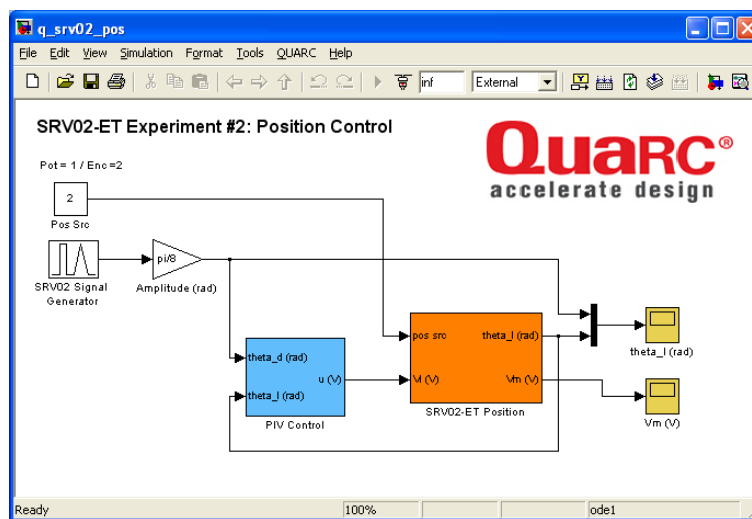 q_srv02_pos
File Edit View Simulation Format Tools QUARC Help
inf External
SRV02-ET Experiment #2: Position Control
QUARC®
accelerate design
Pot = 1 / Enc =2
2
Pos Src
SRV02 Signal
Generator
pi/8
Amplitude (rad)
theta_d (rad)
theta_l (rad)
u (V)
PIV Control
pos src
theta_l (rad)
Vi (V)
Vm (V)
SRV02-ET Position
theta_l (rad)
Vm (V)
Ready 100% ode1